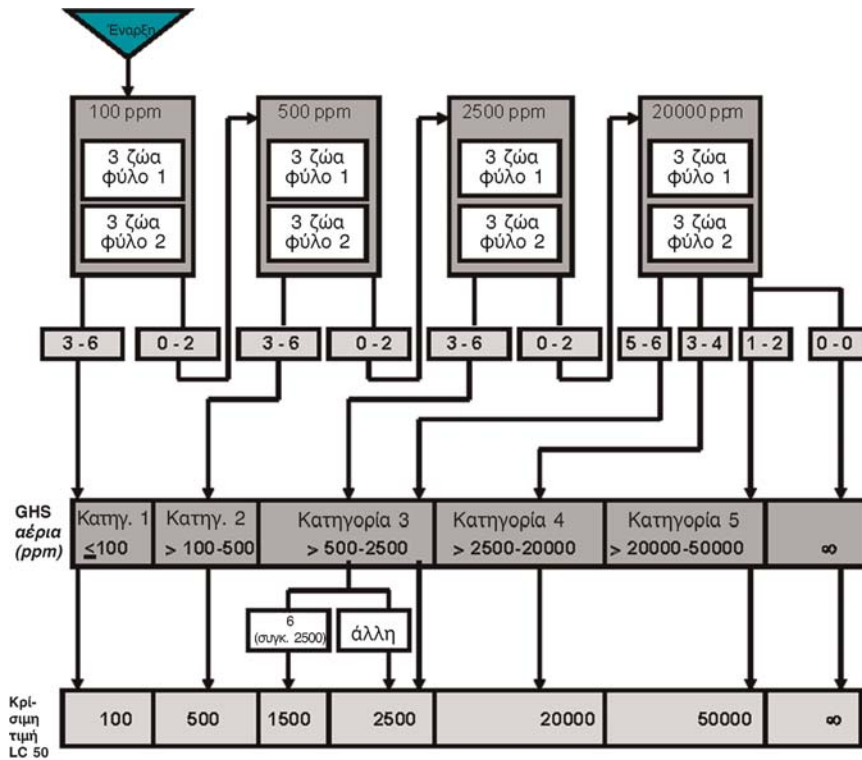 Έναρξη
100 ppm
500 ppm
2500 ppm
20000 ppm
3 ζώα
φύλο 1
3 ζώα
φύλο 1
3 ζώα
φύλο 1
3 ζώα
φύλο 1
3 ζώα
φύλο 2
3 ζώα
φύλο 2
3 ζώα
φύλο 2
3 ζώα
φύλο 2
3 - 6
0 - 2
3 - 6
0 - 2
3 - 6
0 - 2
5 - 6
3 - 4
1 - 2
0 - 0
GHS
αέρια
(ppm)
Κατηγ. 1
≤100
Κατηγ. 2
> 100-500
Κατηγορία 3
> 500-2500
Κατηγορία 4
> 2500-20000
Κατηγορία 5
> 20000-50000
∞
6
(συγκ. 2500)
άλλη
Κρί-
σιμη
τιμή
LC 50
100
500
1500
2500
20000
50000
∞